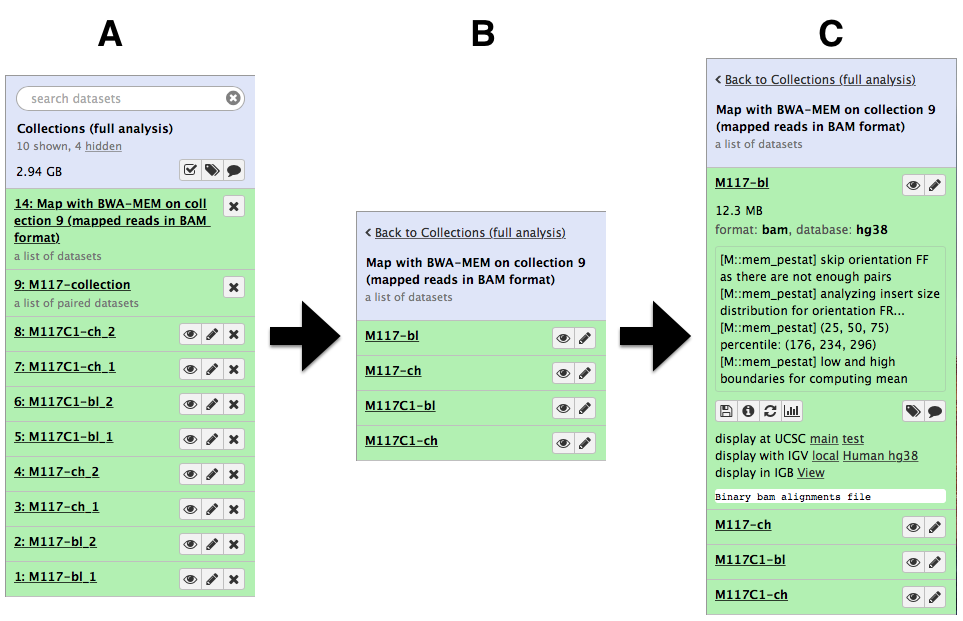 A
B
C
search datasets
Collections (full analysis)
10 shown, 4 hidden
2.94 GB
14: Map with BWA-MEM on coll
ection 9 (mapped reads in BAM
format)
a list of datasets
9: M117-collection
a list of paired datasets
8: M117C1-ch_2
7: M117C1-ch_1
6: M117C1-bl_2
5: M117C1-bl_1
4: M117-ch_2
3: M117-ch_1
2: M117-bl_2
1: M117-bl_1
Back to Collections (full analysis)
Map with BWA-MEM on collection 9
(mapped reads in BAM format)
a list of datasets
M117-bl
M117-ch
M117C1-bl
M117C1-ch
Back to Collections (full analysis)
Map with BWA-MEM on collection 9
(mapped reads in BAM format)
a list of datasets
M117-bl
12.3 MB
format: bam, database: hg38
[M::mem_pestat] skip orientation FF
as there are not enough pairs
[M::mem_pestat] analyzing insert size
distribution for orientation FR...
[M::mem_pestat] (25, 50, 75)
percentile: (176, 234, 296)
[M::mem_pestat] low and high
boundaries for computing mean
display at UCSC main test
display with IGV local Human hg38
display in IGB View
Binary bam alignments file
M117-ch
M117C1-bl
M117C1-ch